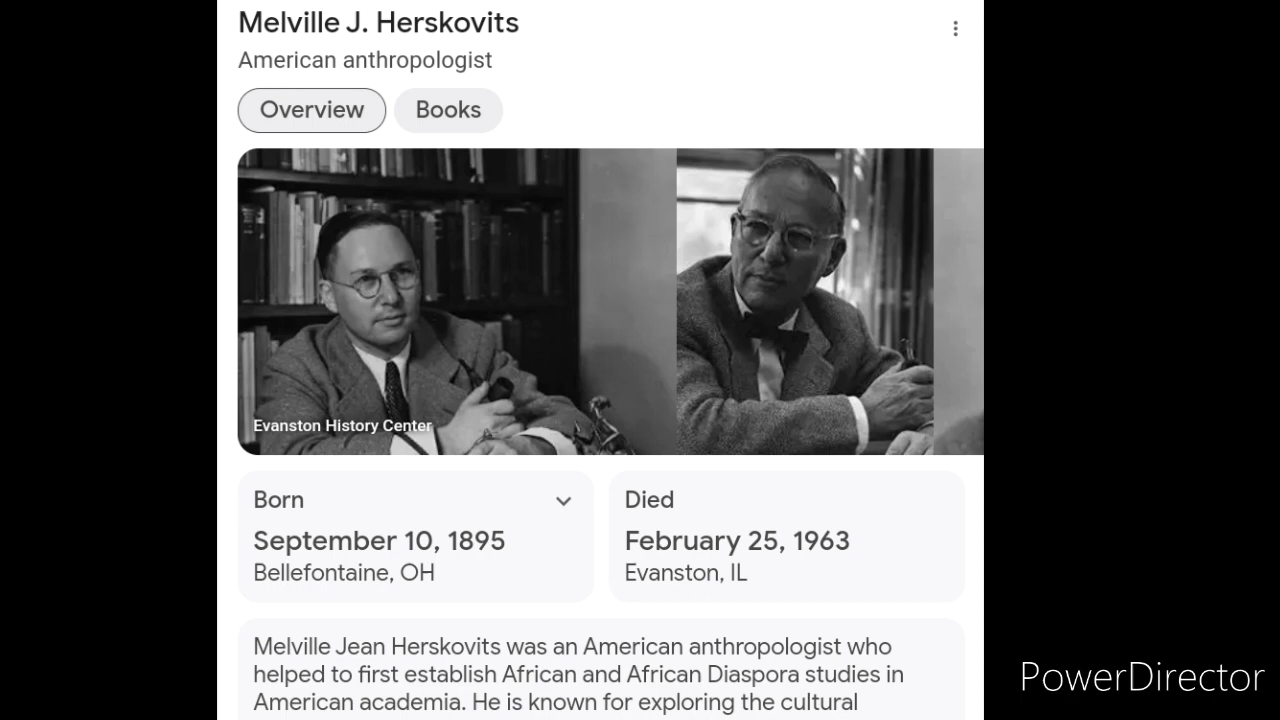 Melville J. Herskovits
American anthropologist
Overview
Books
Evanston History Center
Born
September 10, 1895
Bellefontaine, OH
Died
February 25, 1963
Evanston, IL
Melville Jean Herskovits was an American anthropologist who
helped to first establish African and African Diaspora studies in
American academia. He is known for exploring the cultural
PowerDirector